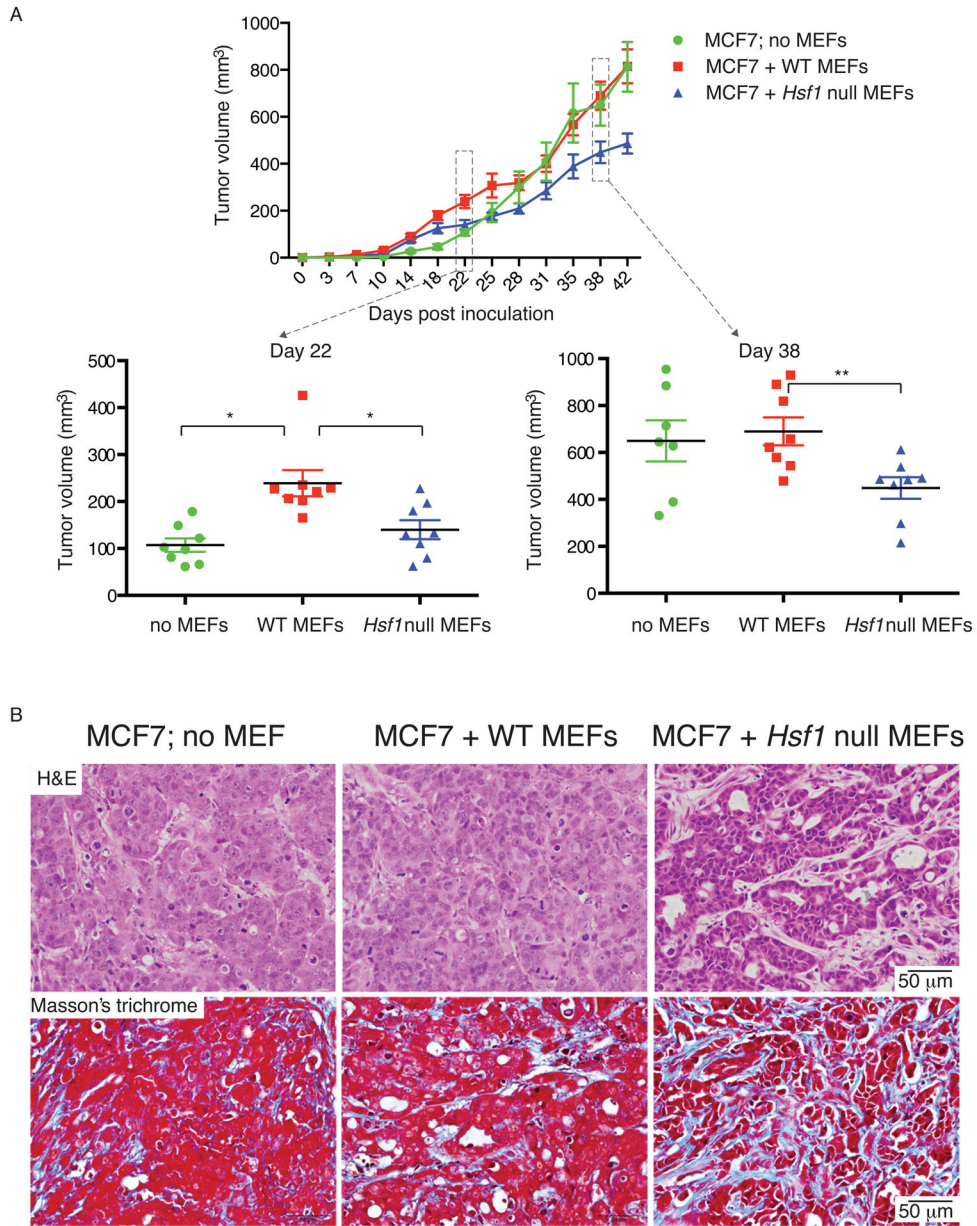 A
Tumor volume (mm³)
1000
800
600
400
200
0
0 3 7 10 14 18 22 25 28 31 35 38 42
Days post inoculation
MCF7; no MEFs
MCF7 + WT MEFs
MCF7 + Hsf1 null MEFs
Day 22
Tumor volume (mm³)
500
400
300
200
100
0
* *
no MEFs WT MEFs Hsf1 null MEFs
Day 38
Tumor volume (mm³)
1000
800
600
400
200
0
**
no MEFs WT MEFs Hsf1 null MEFs
B
MCF7; no MEF MCF7 + WT MEFs MCF7 + Hsf1 null MEFs
H&E
50 μm
Masson's trichrome
50 μm